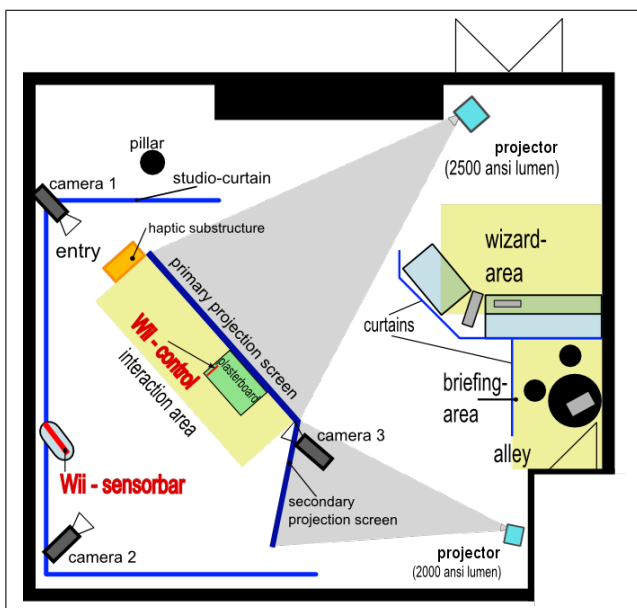 pillar
camera 1
studio-curtain
projector
(2500 ansi lumen)
entry
haptic substructure
wizard-
area
primary projection screen
curtains
Wii - control
plasterboard
interaction area
briefing-
area
camera 3
alley
Wii - sensorbar
secondary
projection screen
camera 2
projector
(2000 ansi lumen)